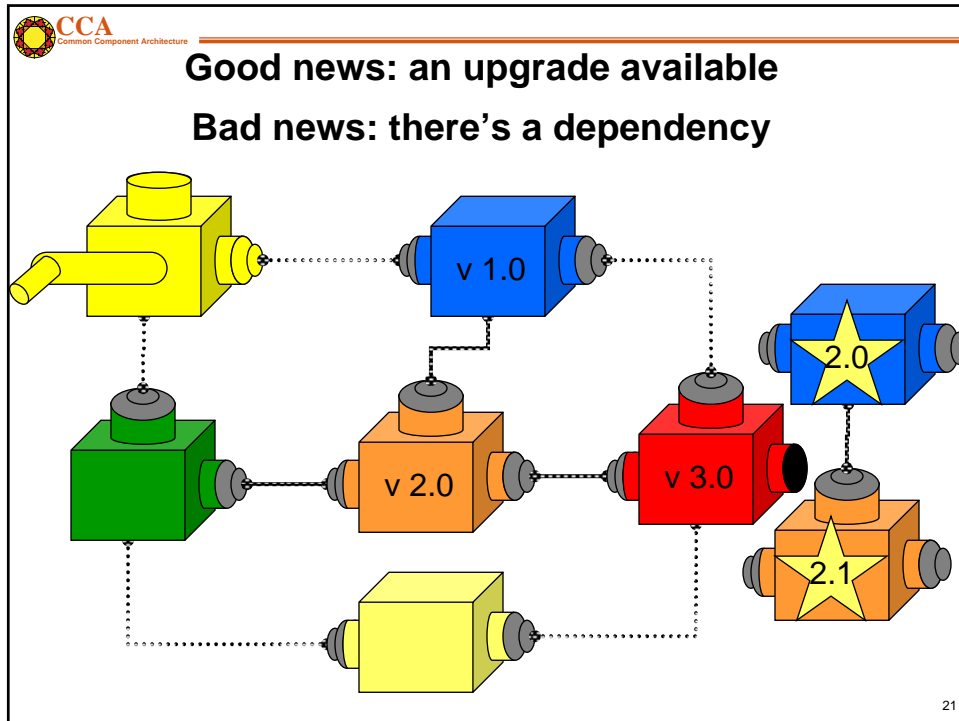 CCA
Common Component Architecture
Good news: an upgrade available
Bad news: there's a dependency
v 1.0
2.0
v 2.0
v 3.0
2.1
21